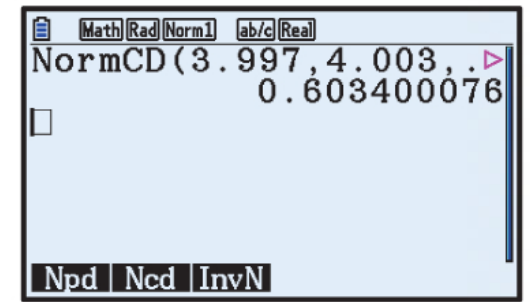 Math Rad Norm1 ab/c Real
NormCD(3.997,4.003,.
0.603400076
Npd Ncd InvN